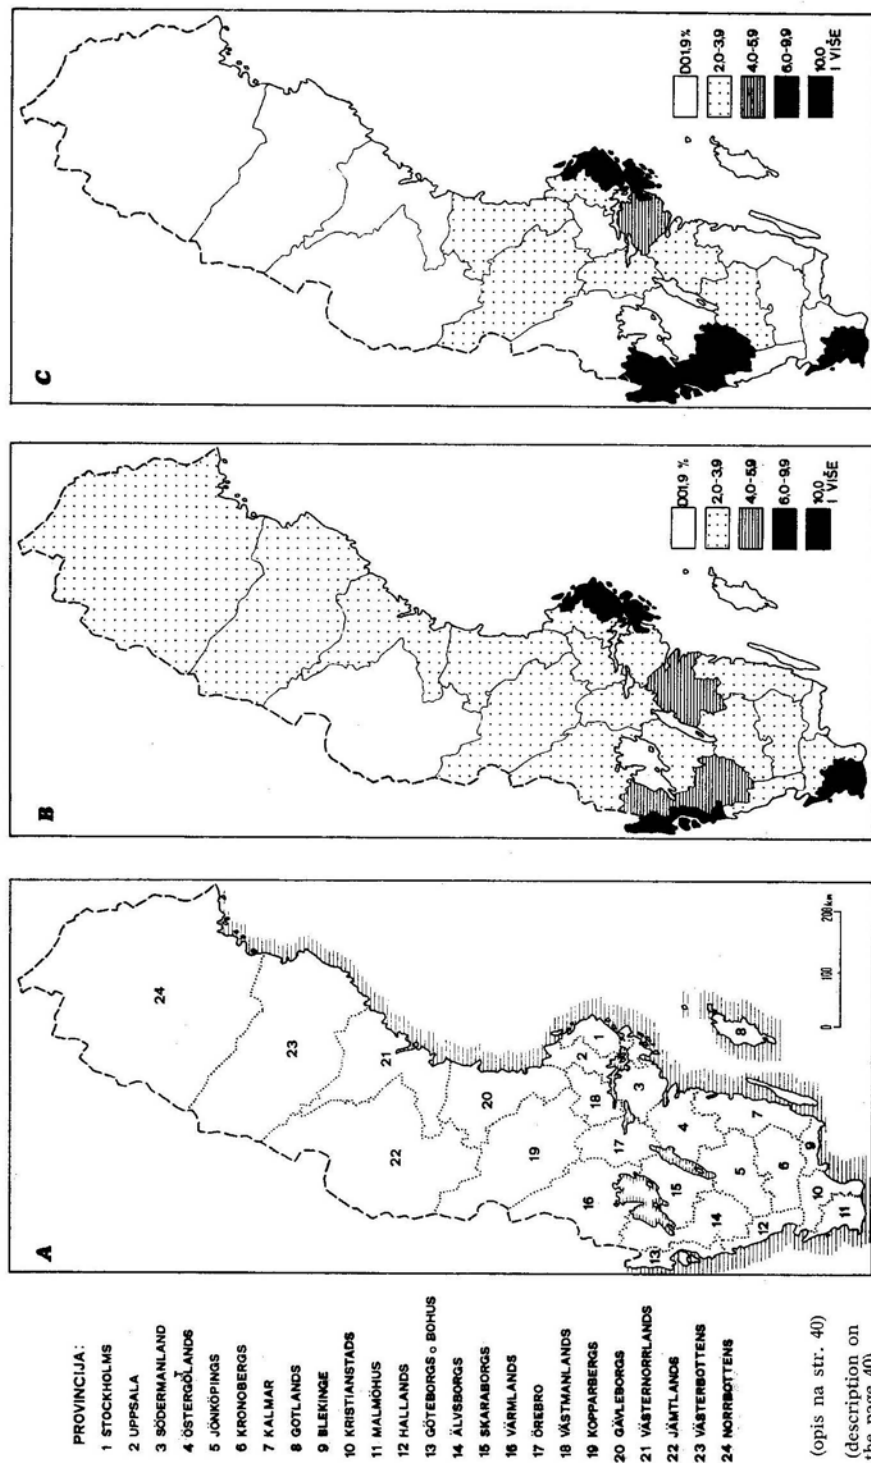 PROVINCIJA:
1 STOCKHOLMS
2 UPPSALA
3 SÖDERMANLAND
4 ÖSTERGÖLANDS
T
5 JÖNKÖPINGS
6 KRONOBERGS
7 KALMAR
8 GOTLANDS
9 BLEKINGE
10 KRISTIANSTADS
11 MALMÖHUS
12 HALLANDS
13 GÖTEBORGS o BOHUS
14 ÄLVSBORGS
15 SKARABORGS
16 VÄRMLANDS
17 ÖREBRO
18 VÄSTMANLANDS
19 KOPPARBERGS
20 GÄVLEBORGS
21 VÄSTERNORRLANDS
22 JÄMTLANDS
23 VÄSTERBOTTENS
24 NORRBOTTENS
(opis na str. 40)
(description on
the page 40)
A
24
23
22
21
20
19
18
2
1
17
16
3
4
15
13
14
5
7
8
12
6
9
10
11
0 100 200 km
B
DO1,9 %
2,0-3,9
4,0-5,9
6,0-9,9
10,0
I VIŠE
C
DO1,9 %
2,0-3,9
4,0-5,9
6,0-9,9
10,0
I VIŠE